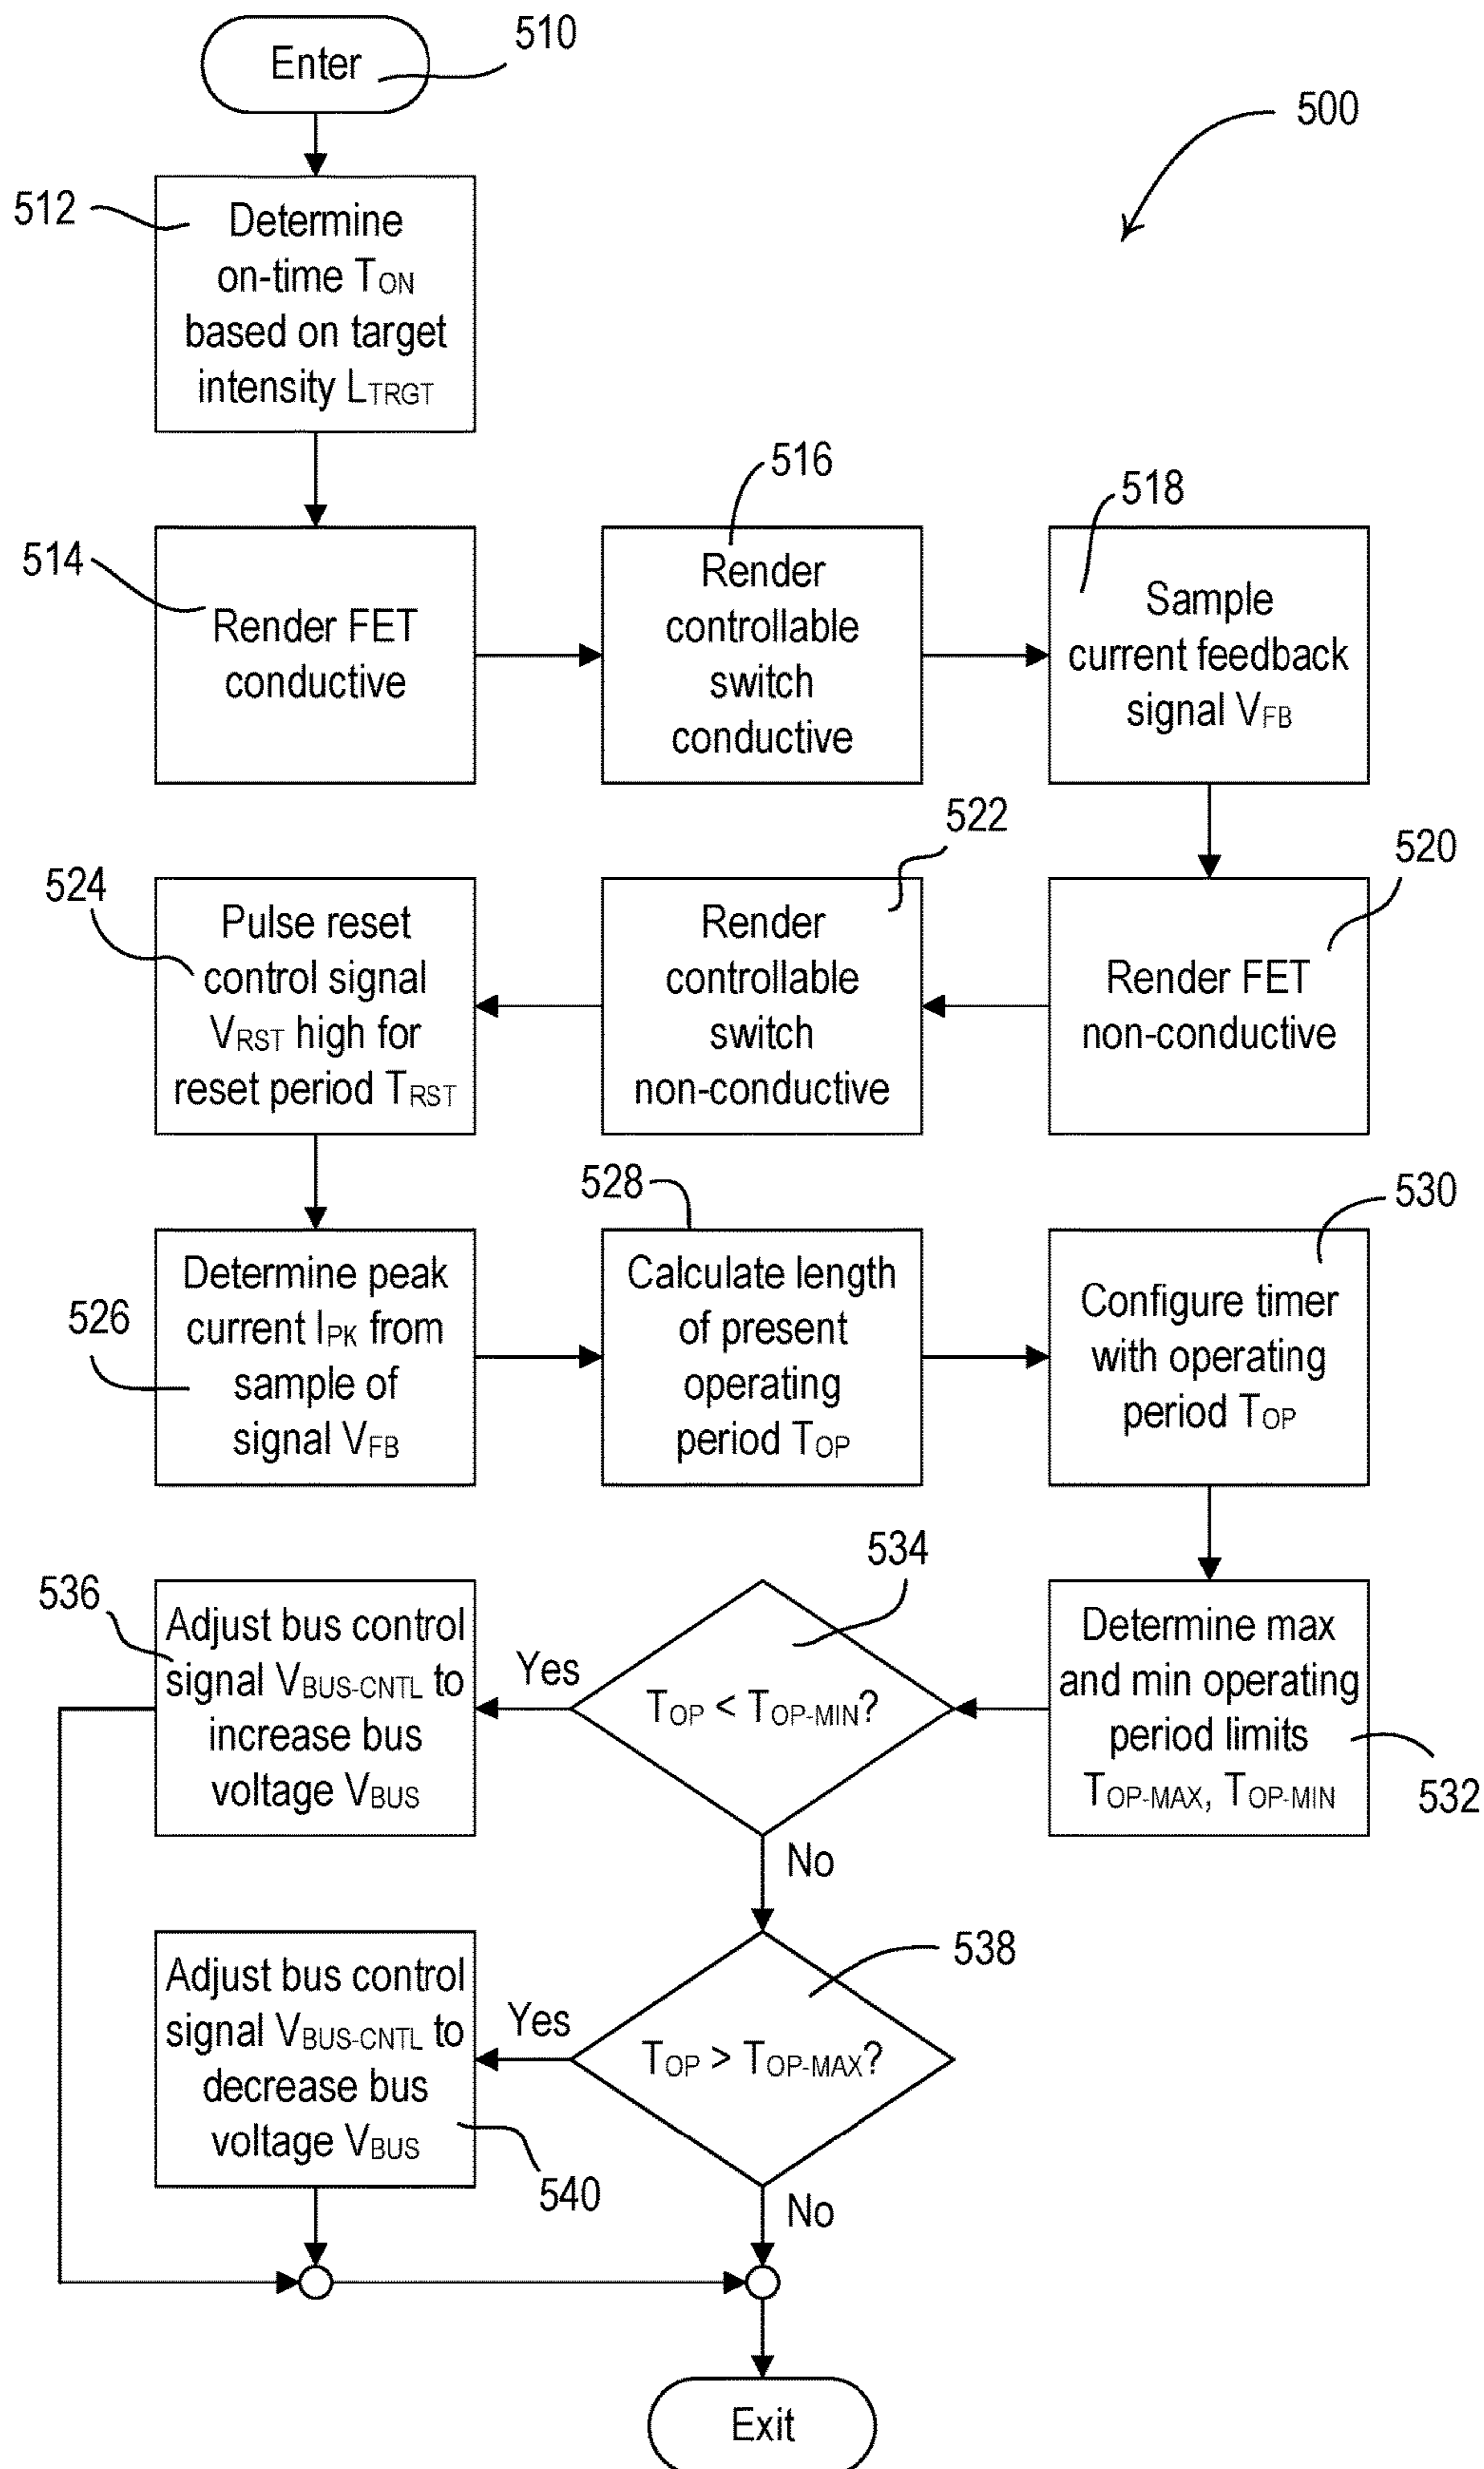 510
Enter
500
512
Determine
on-time TON
based on target
intensity LTRGT
516
518
514
Render FET
conductive
Render
controllable
switch
conductive
Sample
current feedback
signal VFB
522
520
524
Pulse reset
control signal
VRST high for
reset period TRST
Render
controllable
switch
non-conductive
Render FET
non-conductive
528
530
526
Determine peak
current IPK from
sample of
signal VFB
Calculate length
of present
operating
period TOP
Configure timer
with operating
period TOP
534
536
Adjust bus control
signal VBUS-CNTL to
increase bus
voltage VBUS
Yes
TOP < TOP-MIN?
Determine max
and min operating
period limits
TOP-MAX, TOP-MIN
532
No
538
Adjust bus control
signal VBUS-CNTL to
decrease bus
voltage VBUS
Yes
TOP > TOP-MAX?
540
No
Exit